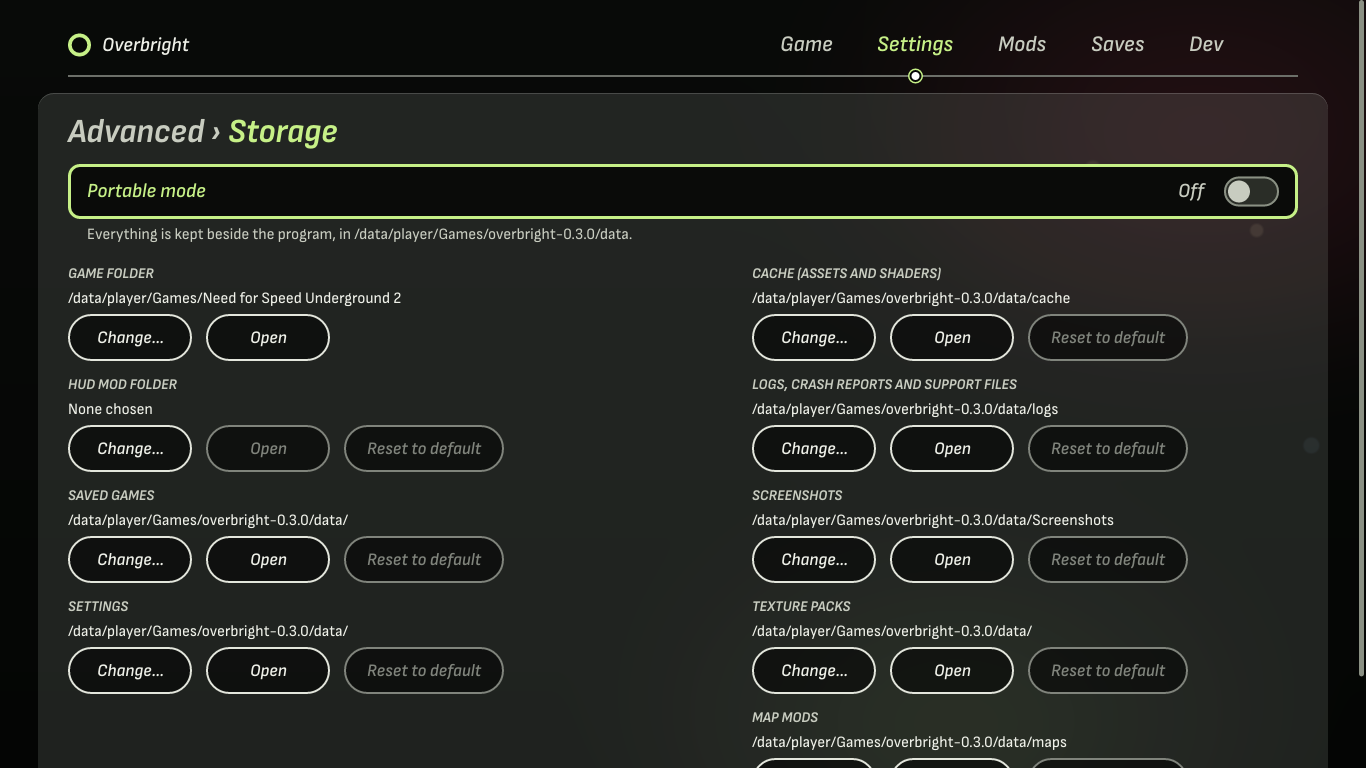 Overbright
Game Settings Mods Saves Dev
Advanced › Storage
Portable mode Off
Everything is kept beside the program, in /data/player/Games/overbright-0.3.0/data.
GAME FOLDER
/data/player/Games/Need for Speed Underground 2
Change... Open
HUD MOD FOLDER
None chosen
Change... Open Reset to default
SAVED GAMES
/data/player/Games/overbright-0.3.0/data/
Change... Open Reset to default
SETTINGS
/data/player/Games/overbright-0.3.0/data/
Change... Open Reset to default
CACHE (ASSETS AND SHADERS)
/data/player/Games/overbright-0.3.0/data/cache
Change... Open Reset to default
LOGS, CRASH REPORTS AND SUPPORT FILES
/data/player/Games/overbright-0.3.0/data/logs
Change... Open Reset to default
SCREENSHOTS
/data/player/Games/overbright-0.3.0/data/Screenshots
Change... Open Reset to default
TEXTURE PACKS
/data/player/Games/overbright-0.3.0/data/
Change... Open Reset to default
MAP MODS
/data/player/Games/overbright-0.3.0/data/maps